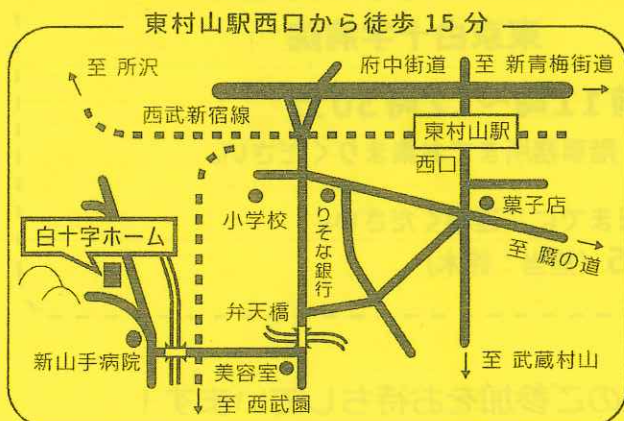 東村山駅西口から徒歩15分
至 所沢
府中街道
至 新青梅街道
西武新宿線
東村山駅
西口
小学校
りそな銀行
菓子店
至 鷹の道
白十字ホーム
弁天橋
新山手病院
美容室
至 西武園
至 武蔵村山